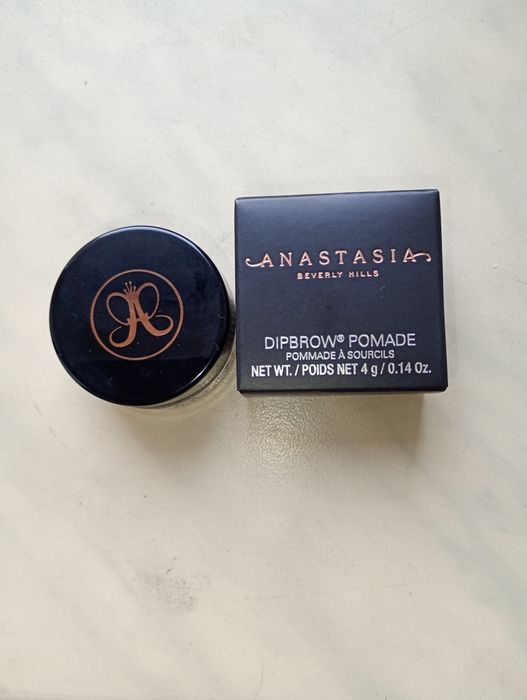 ANASTASIA
BEVERLY HILLS
DIPBROW® POMADE
POMMADE À SOURCILS
NET WT. / POIDS NET 4 g / 0.14 Oz.